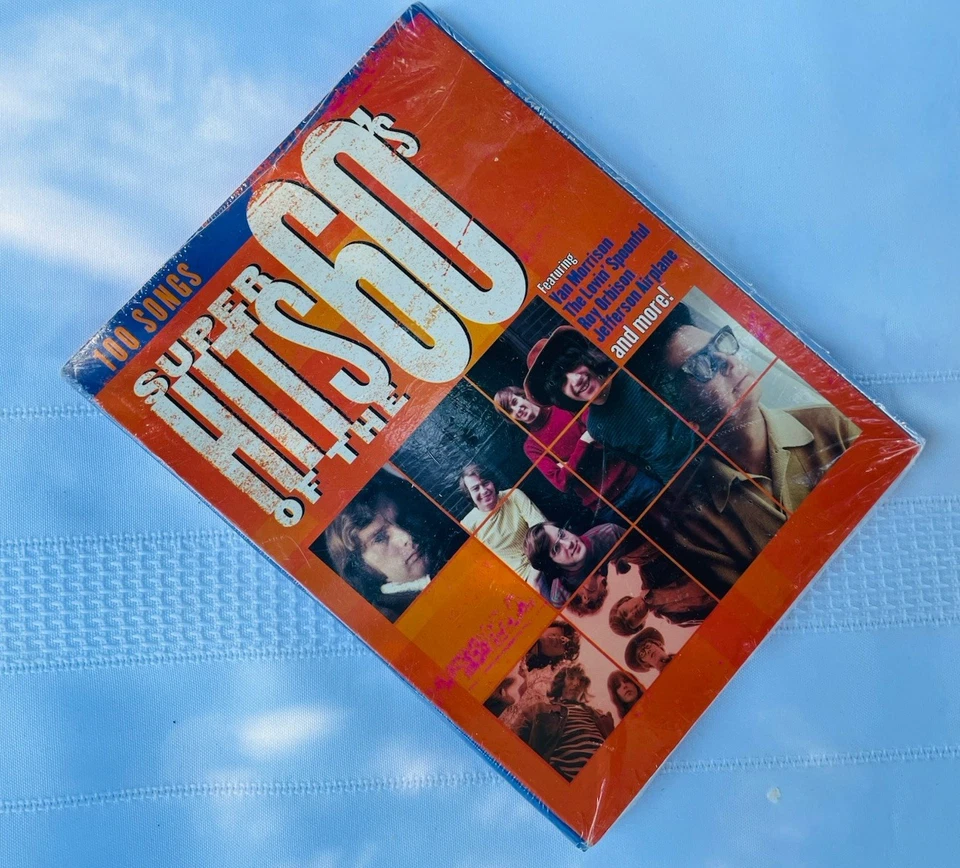 100 SONGS
SUPER
HITS
OF THE
60's
Featuring
Van Morrison
The Lovin' Spoonful
Roy Orbison
Jefferson Airplane
and more!